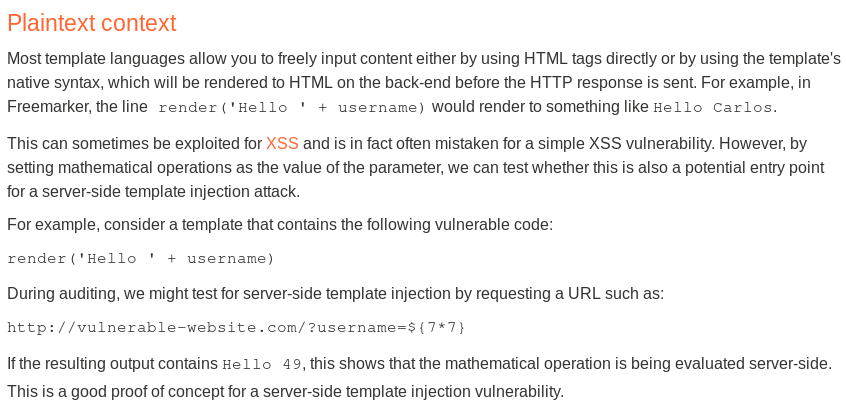 Plaintext context
Most template languages allow you to freely input content either by using HTML tags directly or by using the template's
native syntax, which will be rendered to HTML on the back-end before the HTTP response is sent. For example, in
Freemarker, the line render('Hello ' + username) would render to something like Hello Carlos.
This can sometimes be exploited for XSS and is in fact often mistaken for a simple XSS vulnerability. However, by
setting mathematical operations as the value of the parameter, we can test whether this is also a potential entry point
for a server-side template injection attack.
For example, consider a template that contains the following vulnerable code:
render('Hello ' + username)
During auditing, we might test for server-side template injection by requesting a URL such as:
http://vulnerable-website.com/?username=${7*7}
If the resulting output contains Hello 49, this shows that the mathematical operation is being evaluated server-side.
This is a good proof of concept for a server-side template injection vulnerability.